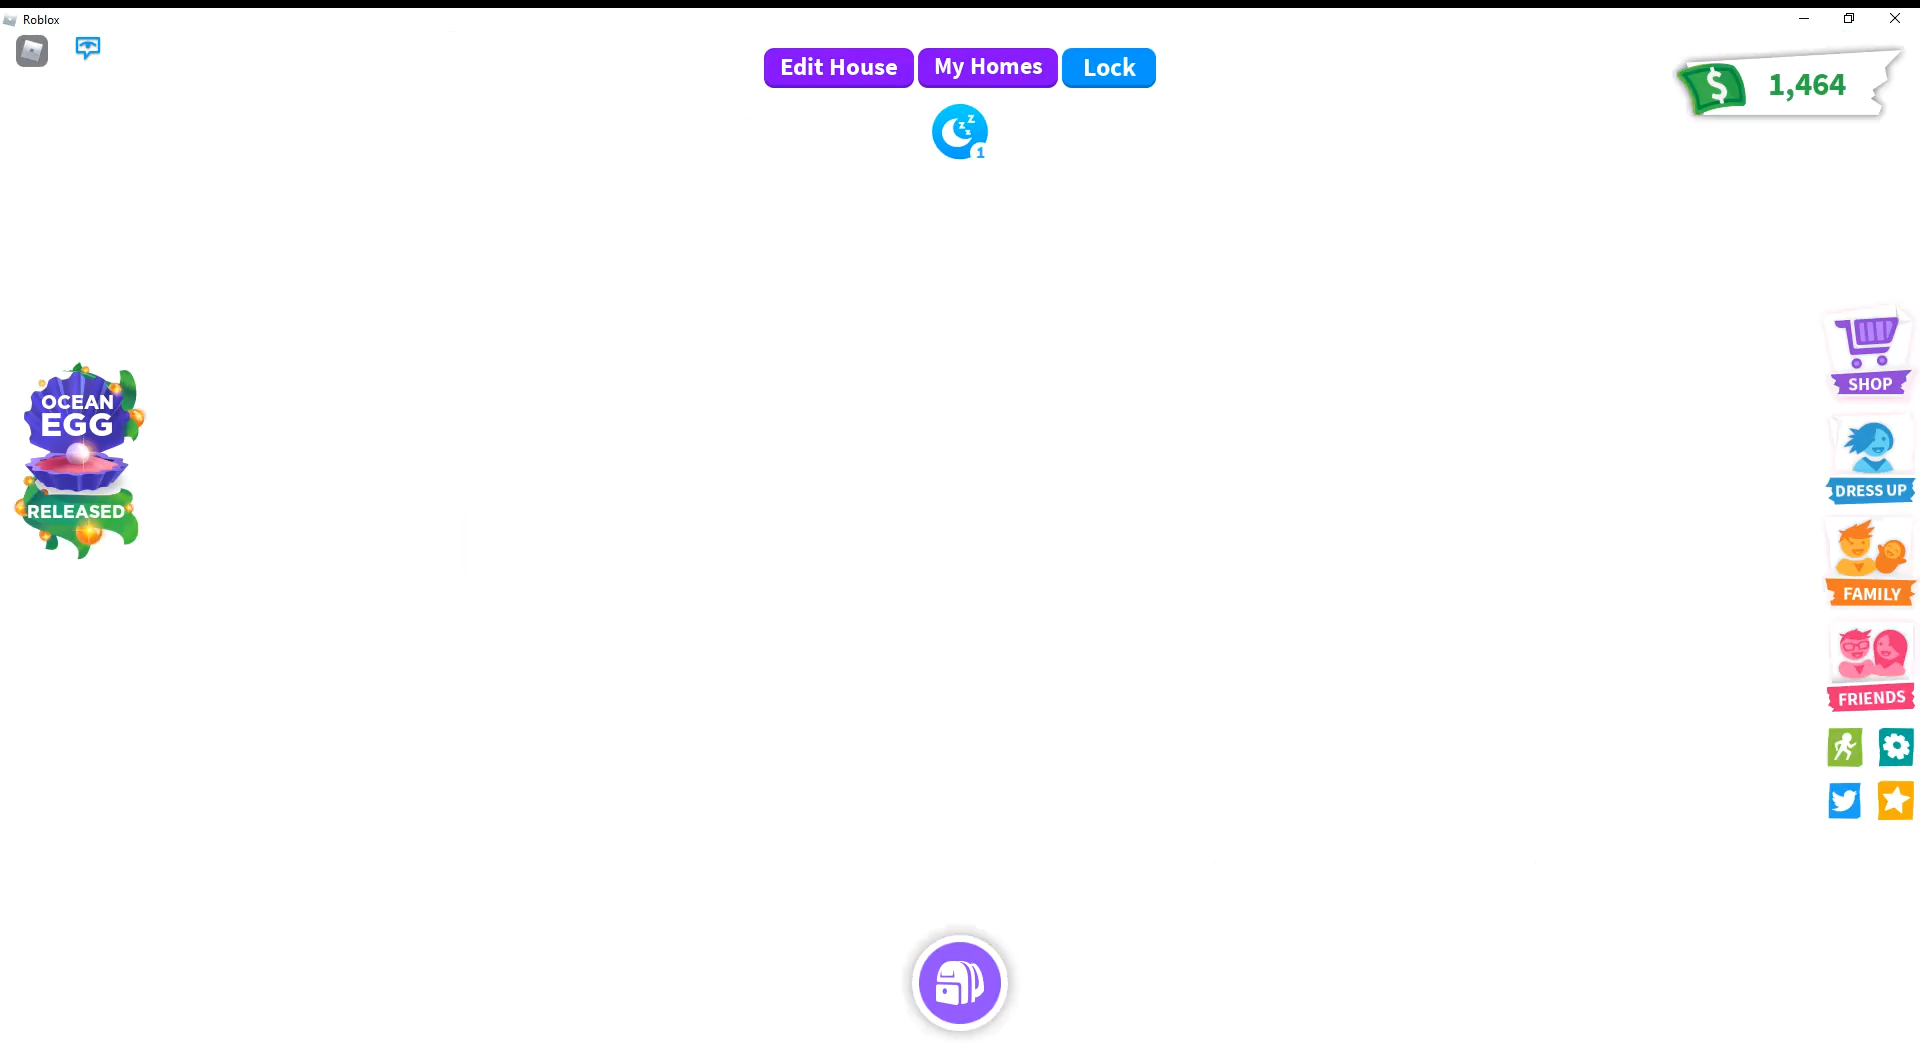 Roblox
Edit House
My Homes
Lock
1,464
z
z
z
1
OCEAN
EGG
RELEASED
SHOP
DRESS UP
FAMILY
FRIENDS